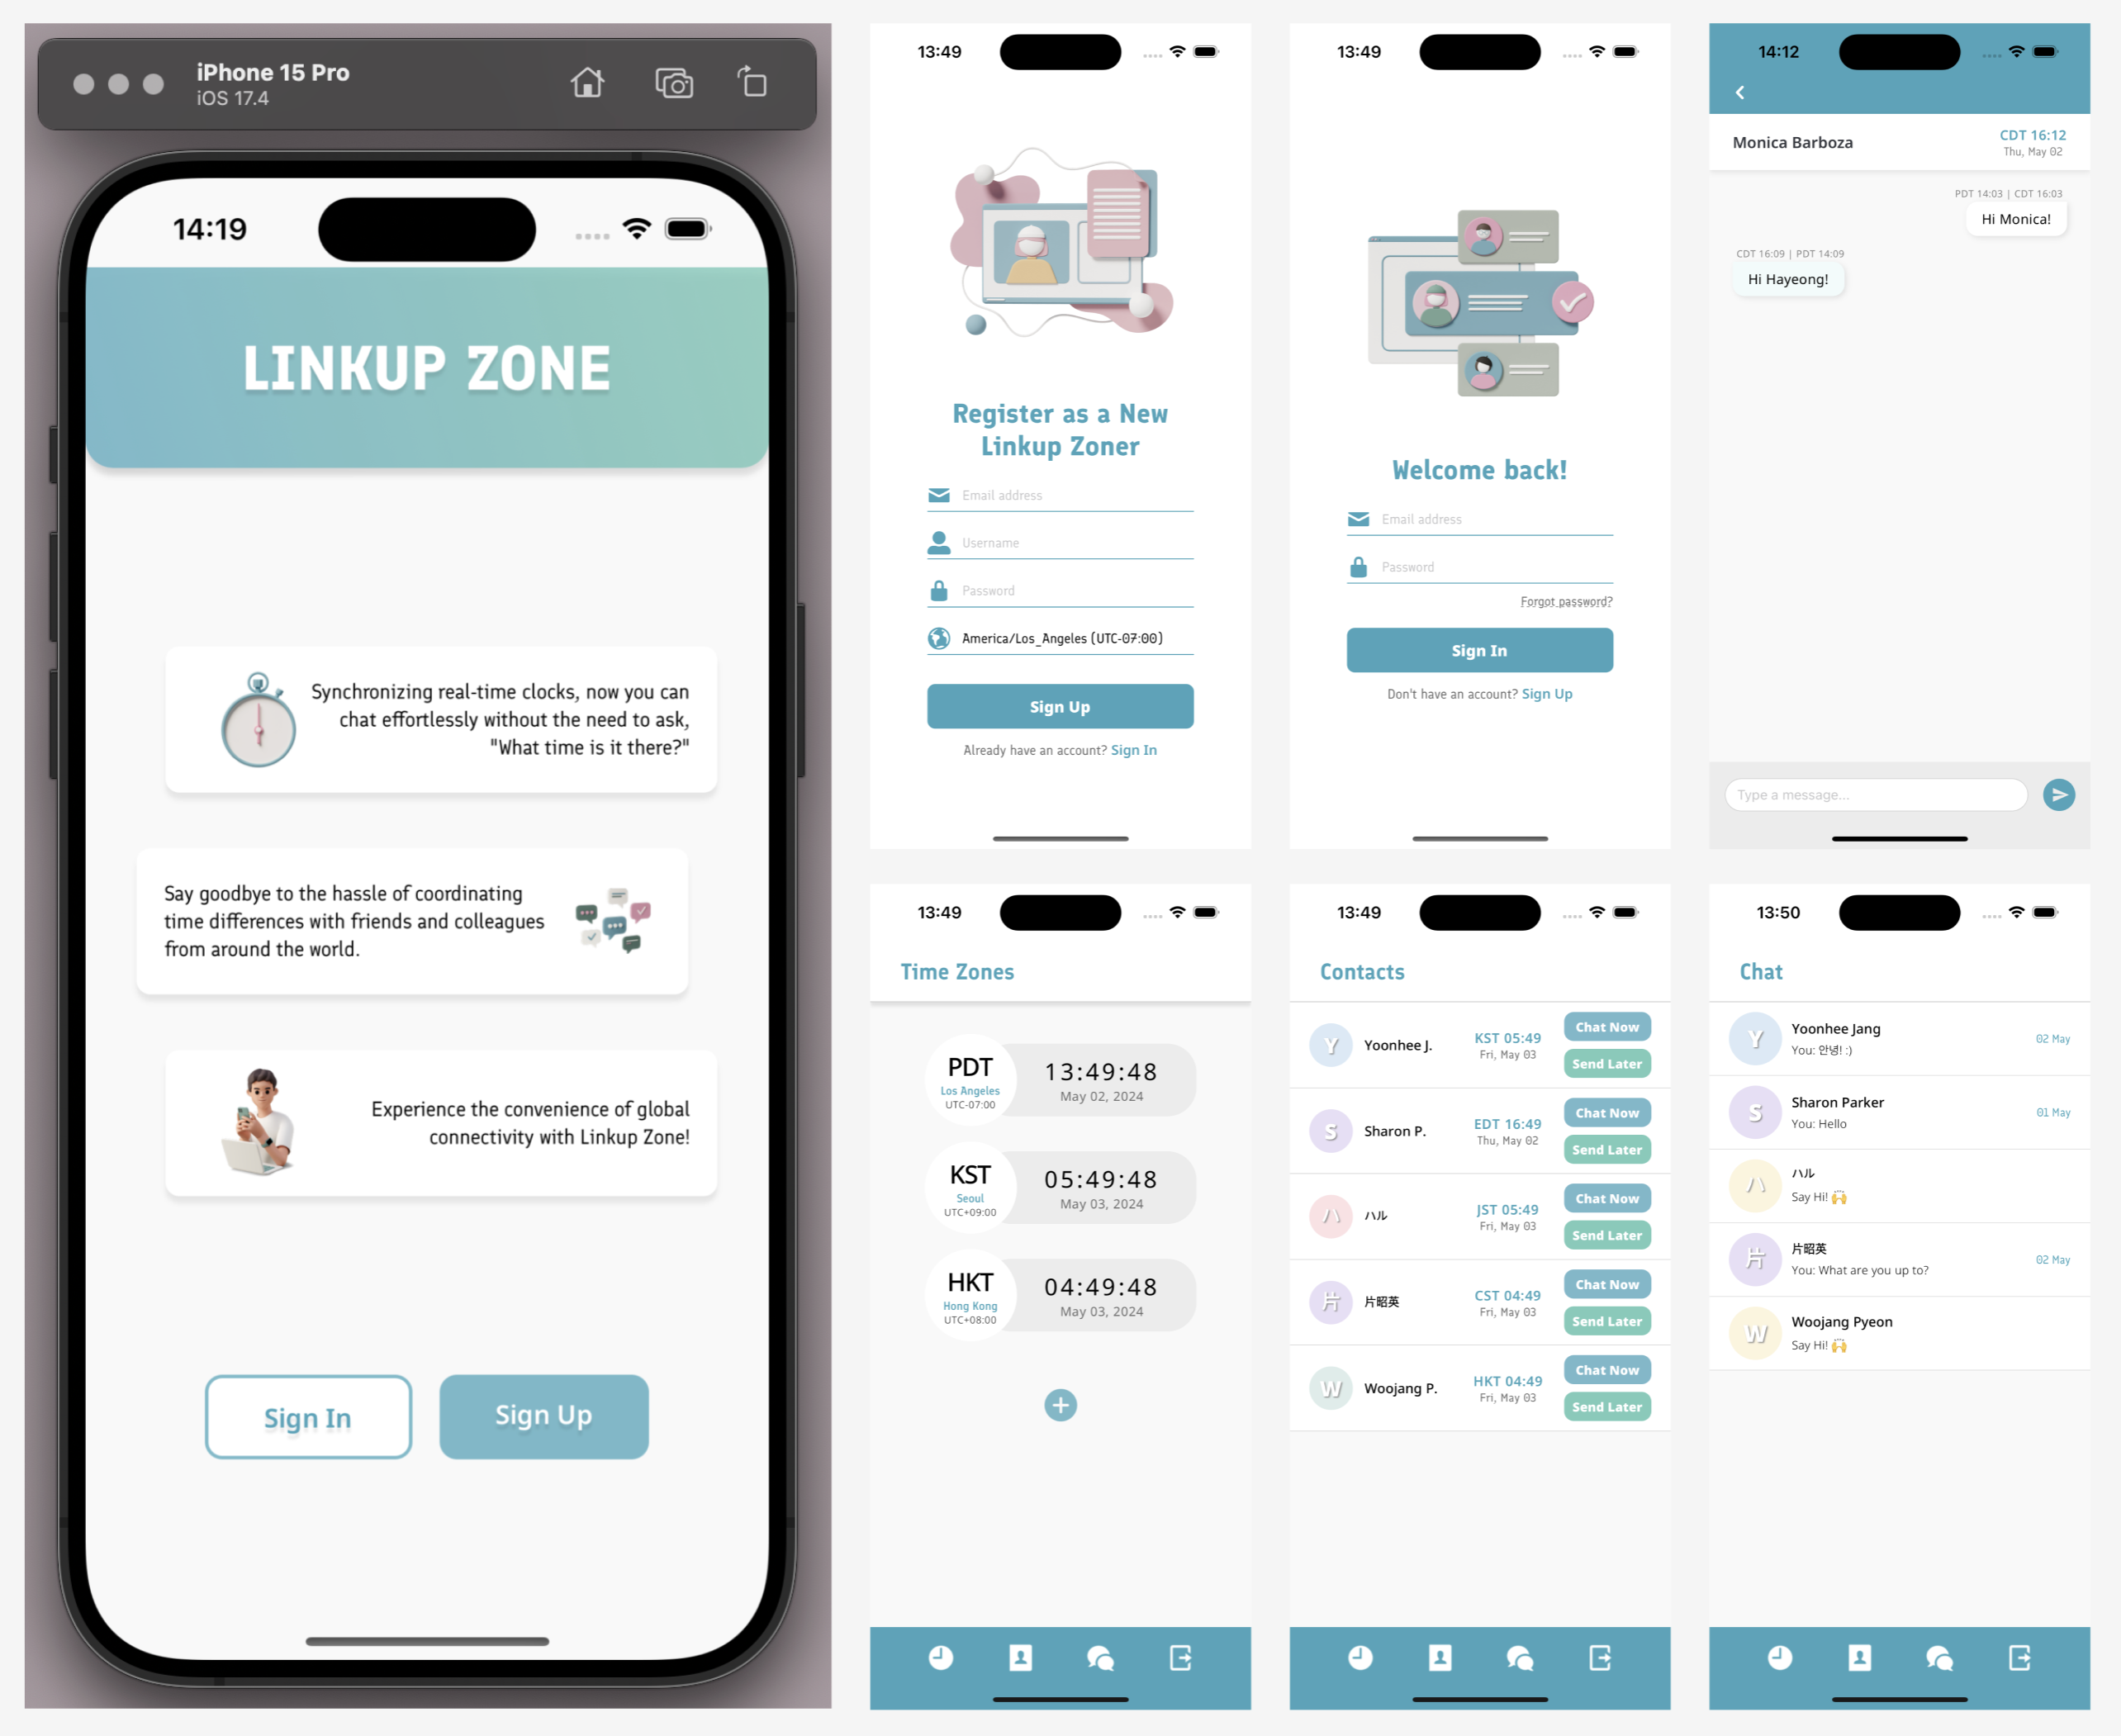 iPhone 15 Pro
iOS 17.4
14:19
LINKUP ZONE
Synchronizing real-time clocks, now you can
chat effortlessly without the need to ask,
"What time is it there?"
Say goodbye to the hassle of coordinating
time differences with friends and colleagues
from around the world.
Experience the convenience of global
connectivity with Linkup Zone!
Sign In
Sign Up
13:49
Register as a New
Linkup Zoner
Email address
Username
Password
America/Los_Angeles (UTC-07:00)
Sign Up
Already have an account? Sign In
13:49
Welcome back!
Email address
Password
Forgot password?
Sign In
Don't have an account? Sign Up
14:12
Monica Barboza
CDT 16:12
Thu, May 02
PDT 14:03 | CDT 16:03
Hi Monica!
CDT 16:09 | PDT 14:09
Hi Hayeong!
Type a message...
13:49
Time Zones
PDT
Los Angeles
UTC-07:00
13:49:48
May 02, 2024
KST
Seoul
UTC+09:00
05:49:48
May 03, 2024
HKT
Hong Kong
UTC+08:00
04:49:48
May 03, 2024
13:49
Contacts
Y
Yoonhee J.
KST 05:49
Fri, May 03
Chat Now
Send Later
S
Sharon P.
EDT 16:49
Thu, May 02
Chat Now
Send Later
ハ
ハル
JST 05:49
Fri, May 03
Chat Now
Send Later
片
片昭英
CST 04:49
Fri, May 03
Chat Now
Send Later
W
Woojang P.
HKT 04:49
Fri, May 03
Chat Now
Send Later
13:50
Chat
Y
Yoonhee Jang
You: 안녕! :)
02 May
S
Sharon Parker
You: Hello
01 May
ハ
ハル
Say Hi! 🙌
片
片昭英
You: What are you up to?
02 May
W
Woojang Pyeon
Say Hi! 🙌